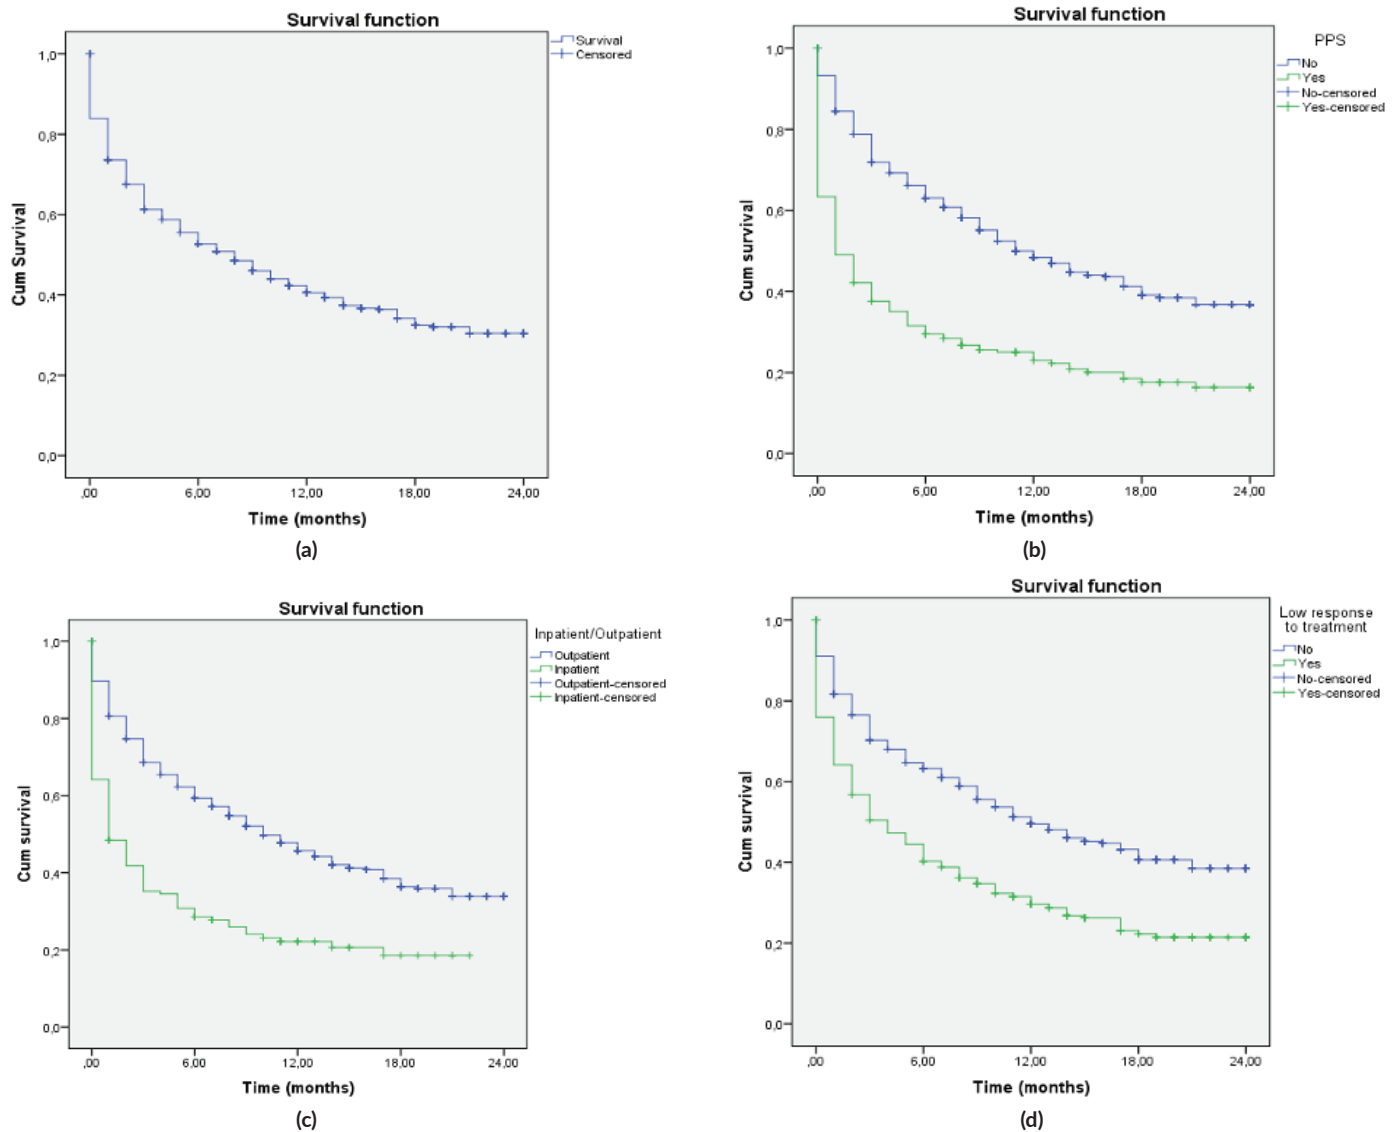 Survival function
1,0
0,8
0,6
0,4
0,2
0,0
Cum Survival
,00
6,00
12,00
18,00
24,00
Time (months)
Survival
Censored
(a)
Survival function
1,0
0,8
0,6
0,4
0,2
0,0
Cum survival
,00
6,00
12,00
18,00
24,00
Time (months)
PPS
No
Yes
No-censored
Yes-censored
(b)
Survival function
1,0
0,8
0,6
0,4
0,2
0,0
Cum survival
,00
6,00
12,00
18,00
24,00
Time (months)
Inpatient/Outpatient
Outpatient
Inpatient
Outpatient-censored
Inpatient-censored
(c)
Survival function
1,0
0,8
0,6
0,4
0,2
0,0
Cum survival
,00
6,00
12,00
18,00
24,00
Time (months)
Low response
to treatment
No
Yes
No-censored
Yes-censored
(d)